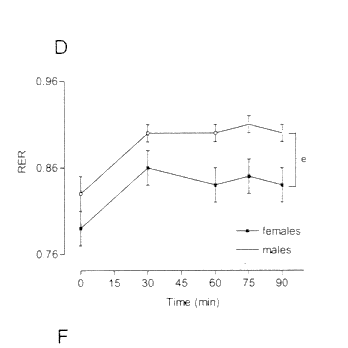 D
0.96
0.86
0.76
RER
e
females
males
0 15 30 45 60 75 90
Time (min)
F